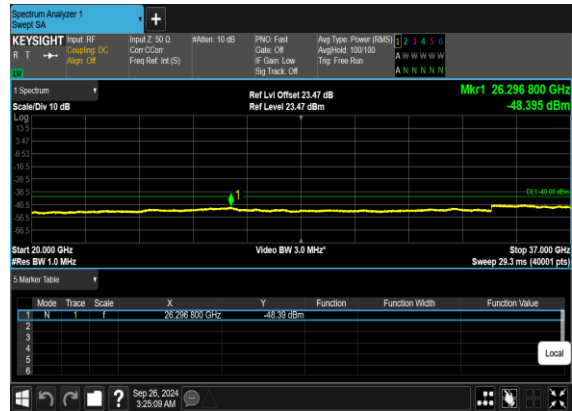 Spectrum Analyzer 1
Swept SA
+
KEYSIGHT Input: RF Input Z: 50 Ω #Atten: 10 dB PNO: Fast Avg Type: Power (RMS) 1 2 3 4 5 6
R T Coupling: DC Corr CCorr Gate: Off Avg|Hold: 100/100 A W W W W W
Align: Off Freq Ref: Int (S) IF Gain: Low Trig: Free Run
Sig Track: Off A N N N N N
1 Spectrum Ref Lvl Offset 23.47 dB Mkr1 26.296 800 GHz
Scale/Div 10 dB Ref Level 23.47 dBm -48.395 dBm
Log
13.5
3.47
-6.53
-16.5
-26.5
-36.5 DL1 -40.00 dBm
1
-46.5
-56.5
-66.5
Start 20.000 GHz Video BW 3.0 MHz* Stop 37.000 GHz
#Res BW 1.0 MHz Sweep 29.3 ms (40001 pts)
5 Marker Table
Mode Trace Scale X Y Function Function Width Function Value
1 N 1 f 26.296 800 GHz -48.39 dBm
2
3
4
5
6
Local
? Sep 26, 2024
3:25:09 AM